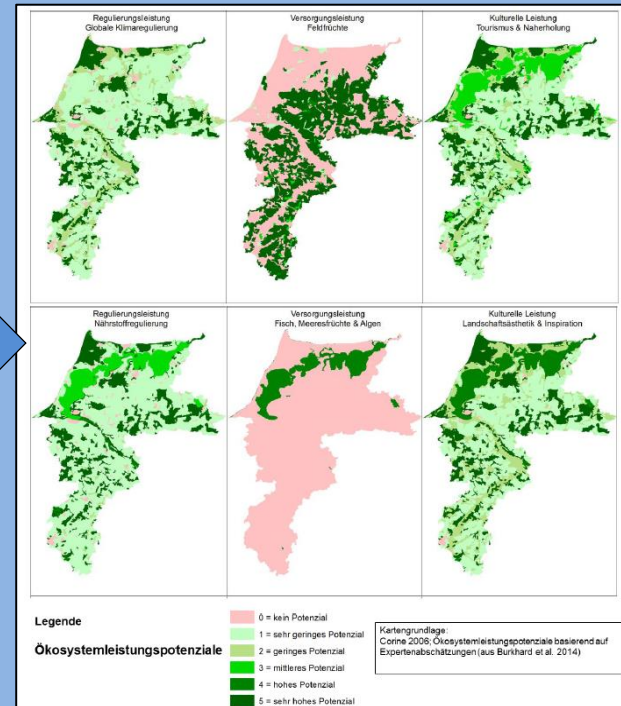 Regulierungsleistung
Globale Klimaregulierung
Versorgungsleistung
Feldfrüchte
Kulturelle Leistung
Tourismus & Naherholung
Regulierungsleistung
Nährstoffregulierung
Versorgungsleistung
Fisch, Meeresfrüchte & Algen
Kulturelle Leistung
Landschaftsästhetik & Inspiration
Legende
Ökosystemleistungspotenziale
0 = kein Potenzial
1 = sehr geringes Potenzial
2 = geringes Potenzial
3 = mittleres Potenzial
4 = hohes Potenzial
5 = sehr hohes Potenzial
Kartengrundlage:
Corine 2006; Ökosystemleistungspotenziale basierend auf
Expertenabschätzungen (aus Burkhard et al. 2014)